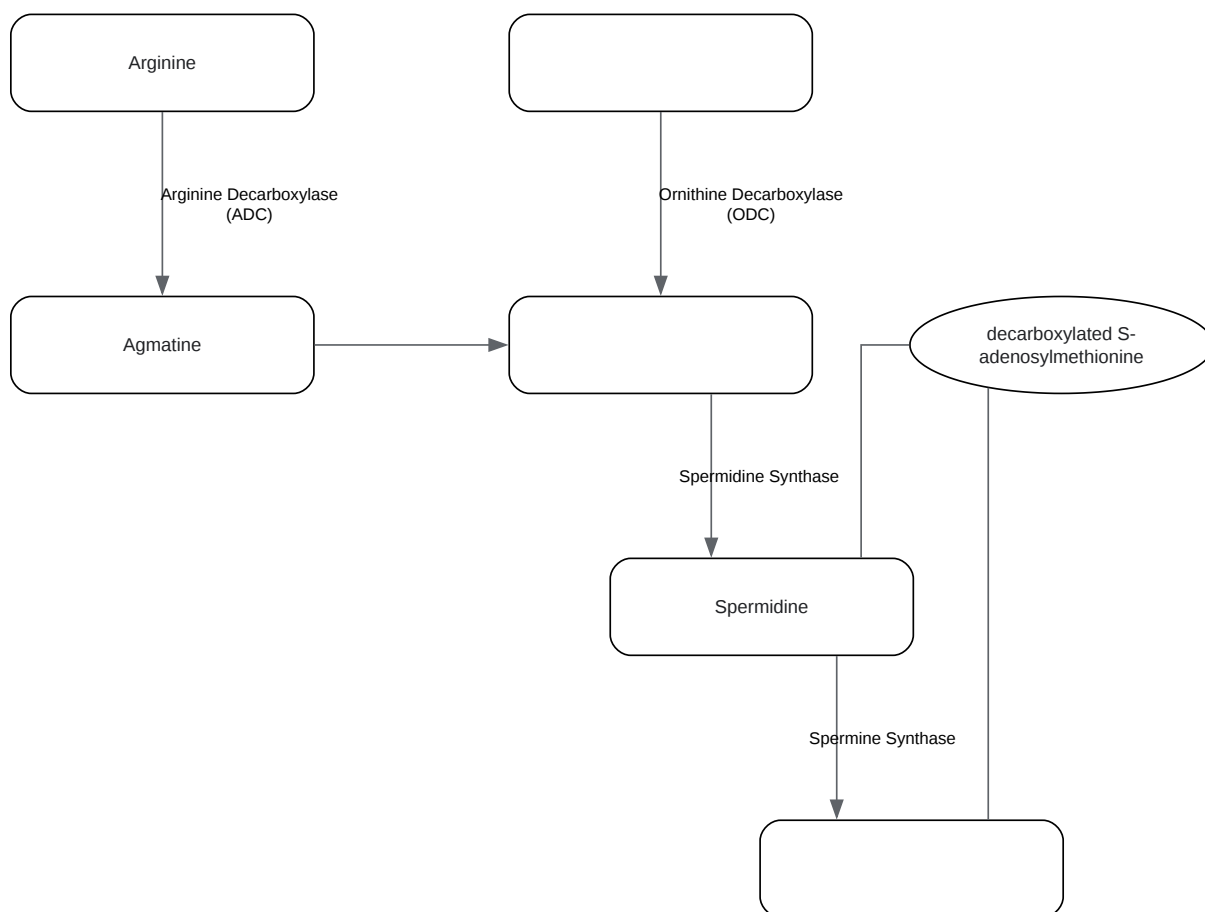 Arginine
Arginine Decarboxylase
(ADC)
Ornithine Decarboxylase
(ODC)
Agmatine
decarboxylated S-
adenosylmethionine
Spermidine Synthase
Spermidine
Spermine Synthase